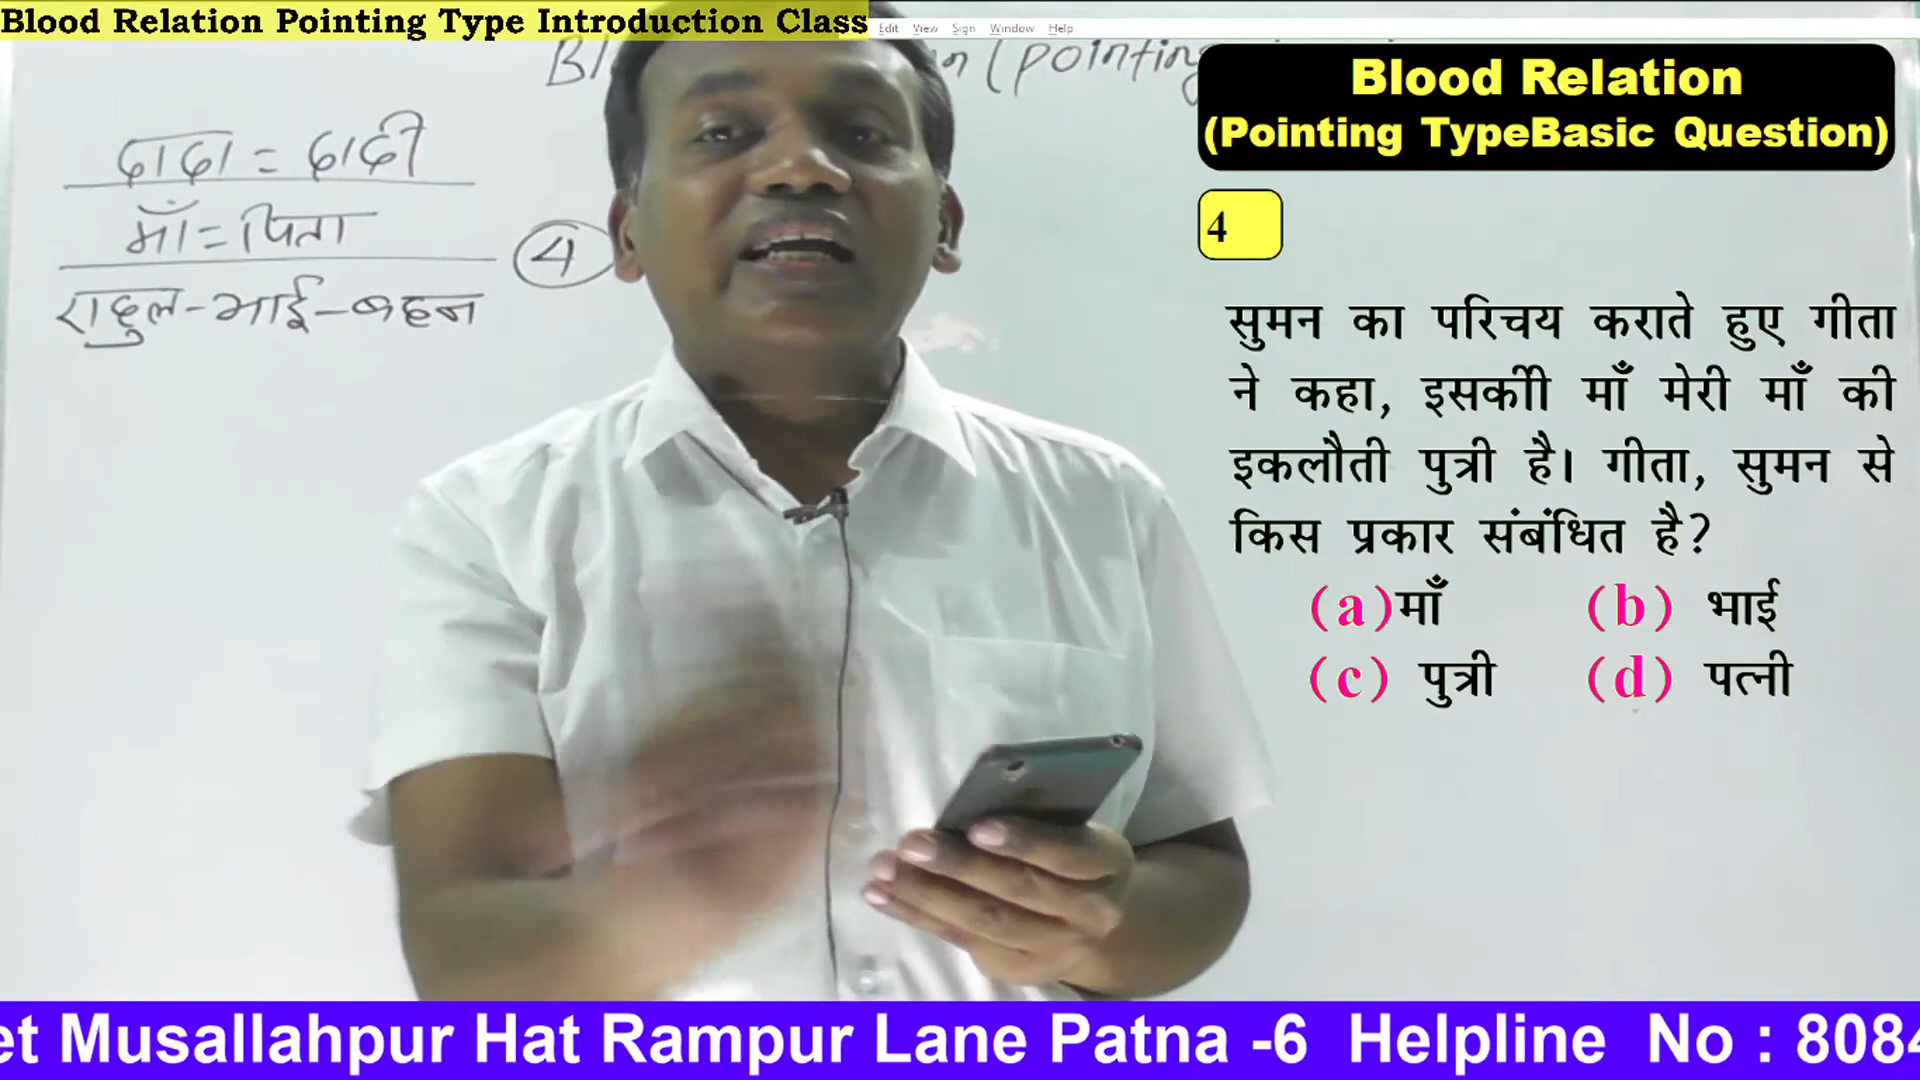 Blood Relation Pointing Type Introduction Class
Edit View Sign Window Help
(pointing
दादा = दादी
माँ = पिता
राहुल - भाई - बहन
4
Blood Relation
(Pointing TypeBasic Question)
4
सुमन का परिचय कराते हुए गीता
ने कहा, इसकीी माँ मेरी माँ की
इकलौती पुत्री है। गीता, सुमन से
किस प्रकार संबंधित है?
(a)माँ (b) भाई
(c) पुत्री (d) पत्नी
et Musallahpur Hat Rampur Lane Patna -6 Helpline No : 8084